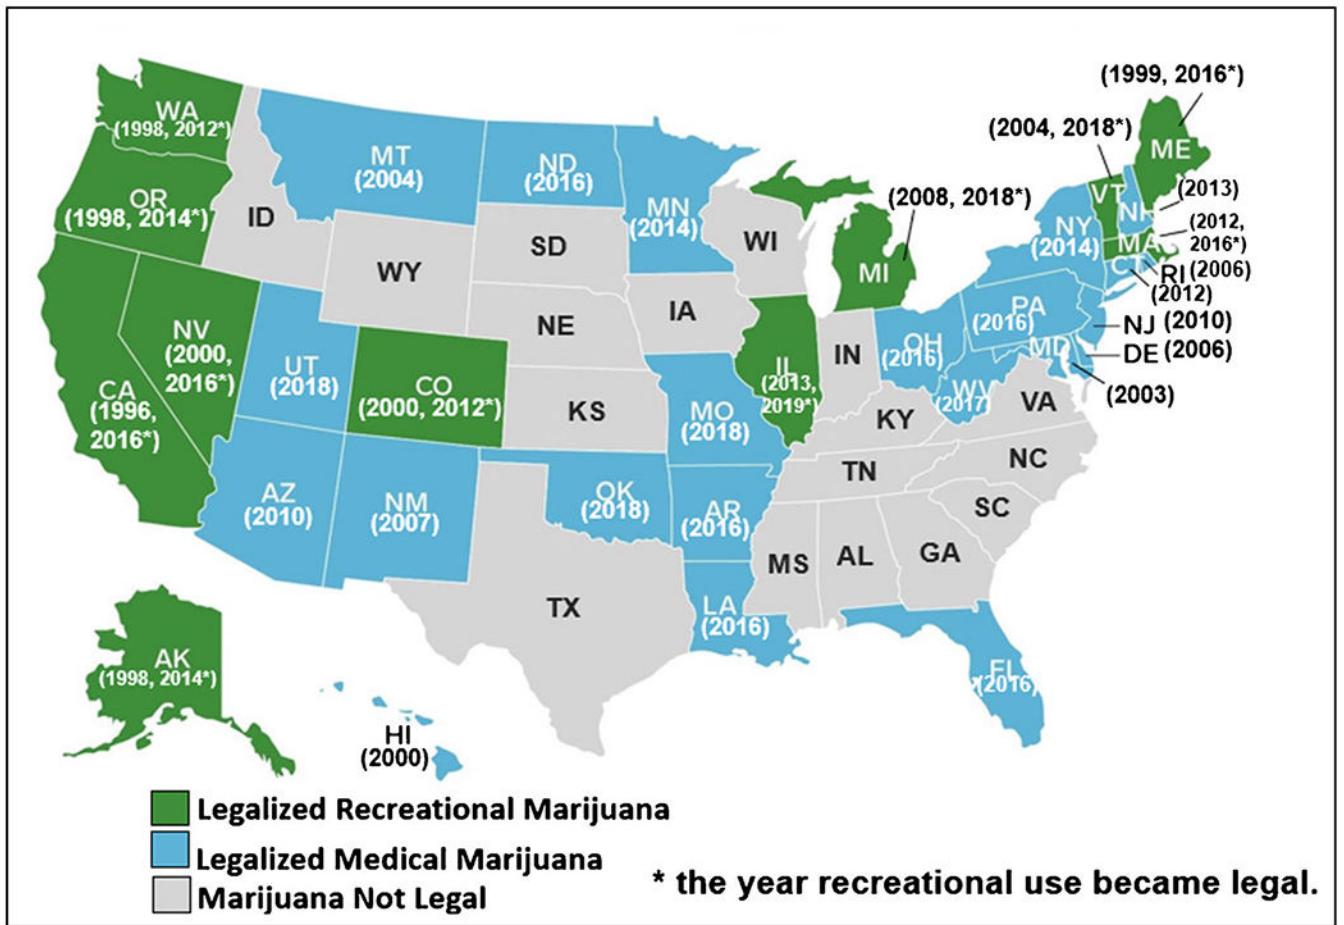 (1999, 2016*)
(2004, 2018*)
ME
WA
(1998, 2012*)
MT
(2004)
ND
(2016)
MN
(2014)
OR
(1998, 2014*)
ID
(2008, 2018*)
VT
NH
(2013)
NY
(2014)
MA
(2012,
2016*)
SD
WI
WY
MI
CT
RI (2006)
(2012)
IA
NE
PA
(2016)
NJ (2010)
NV
(2000,
2016*)
UT
(2018)
CO
(2000, 2012*)
IL
(2013,
2019*)
IN
OH
(2016)
MD
DE (2006)
(2003)
CA
(1996,
2016*)
KS
MO
(2018)
KY
WV
(2017)
VA
TN
NC
AZ
(2010)
NM
(2007)
OK
(2018)
AR
(2016)
SC
MS
AL
GA
TX
LA
(2016)
AK
(1998, 2014*)
FL
(2016)
HI
(2000)
Legalized Recreational Marijuana
Legalized Medical Marijuana
Marijuana Not Legal
* the year recreational use became legal.